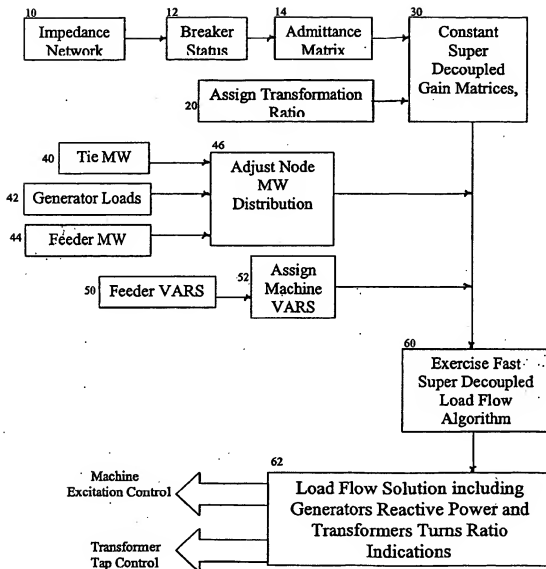 10
Impedance
Network
12
Breaker
Status
14
Admittance
Matrix
30
Constant
Super
Decoupled
Gain Matrices,
20
Assign Transformation
Ratio
40
Tie MW
42
Generator Loads
44
Feeder MW
46
Adjust Node
MW
Distribution
50
Feeder VARS
52
Assign
Machine
VARS
60
Exercise Fast
Super Decoupled
Load Flow
Algorithm
62
Load Flow Solution including
Generators Reactive Power and
Transformers Turns Ratio
Indications
Machine
Excitation Control
Transformer
Tap Control